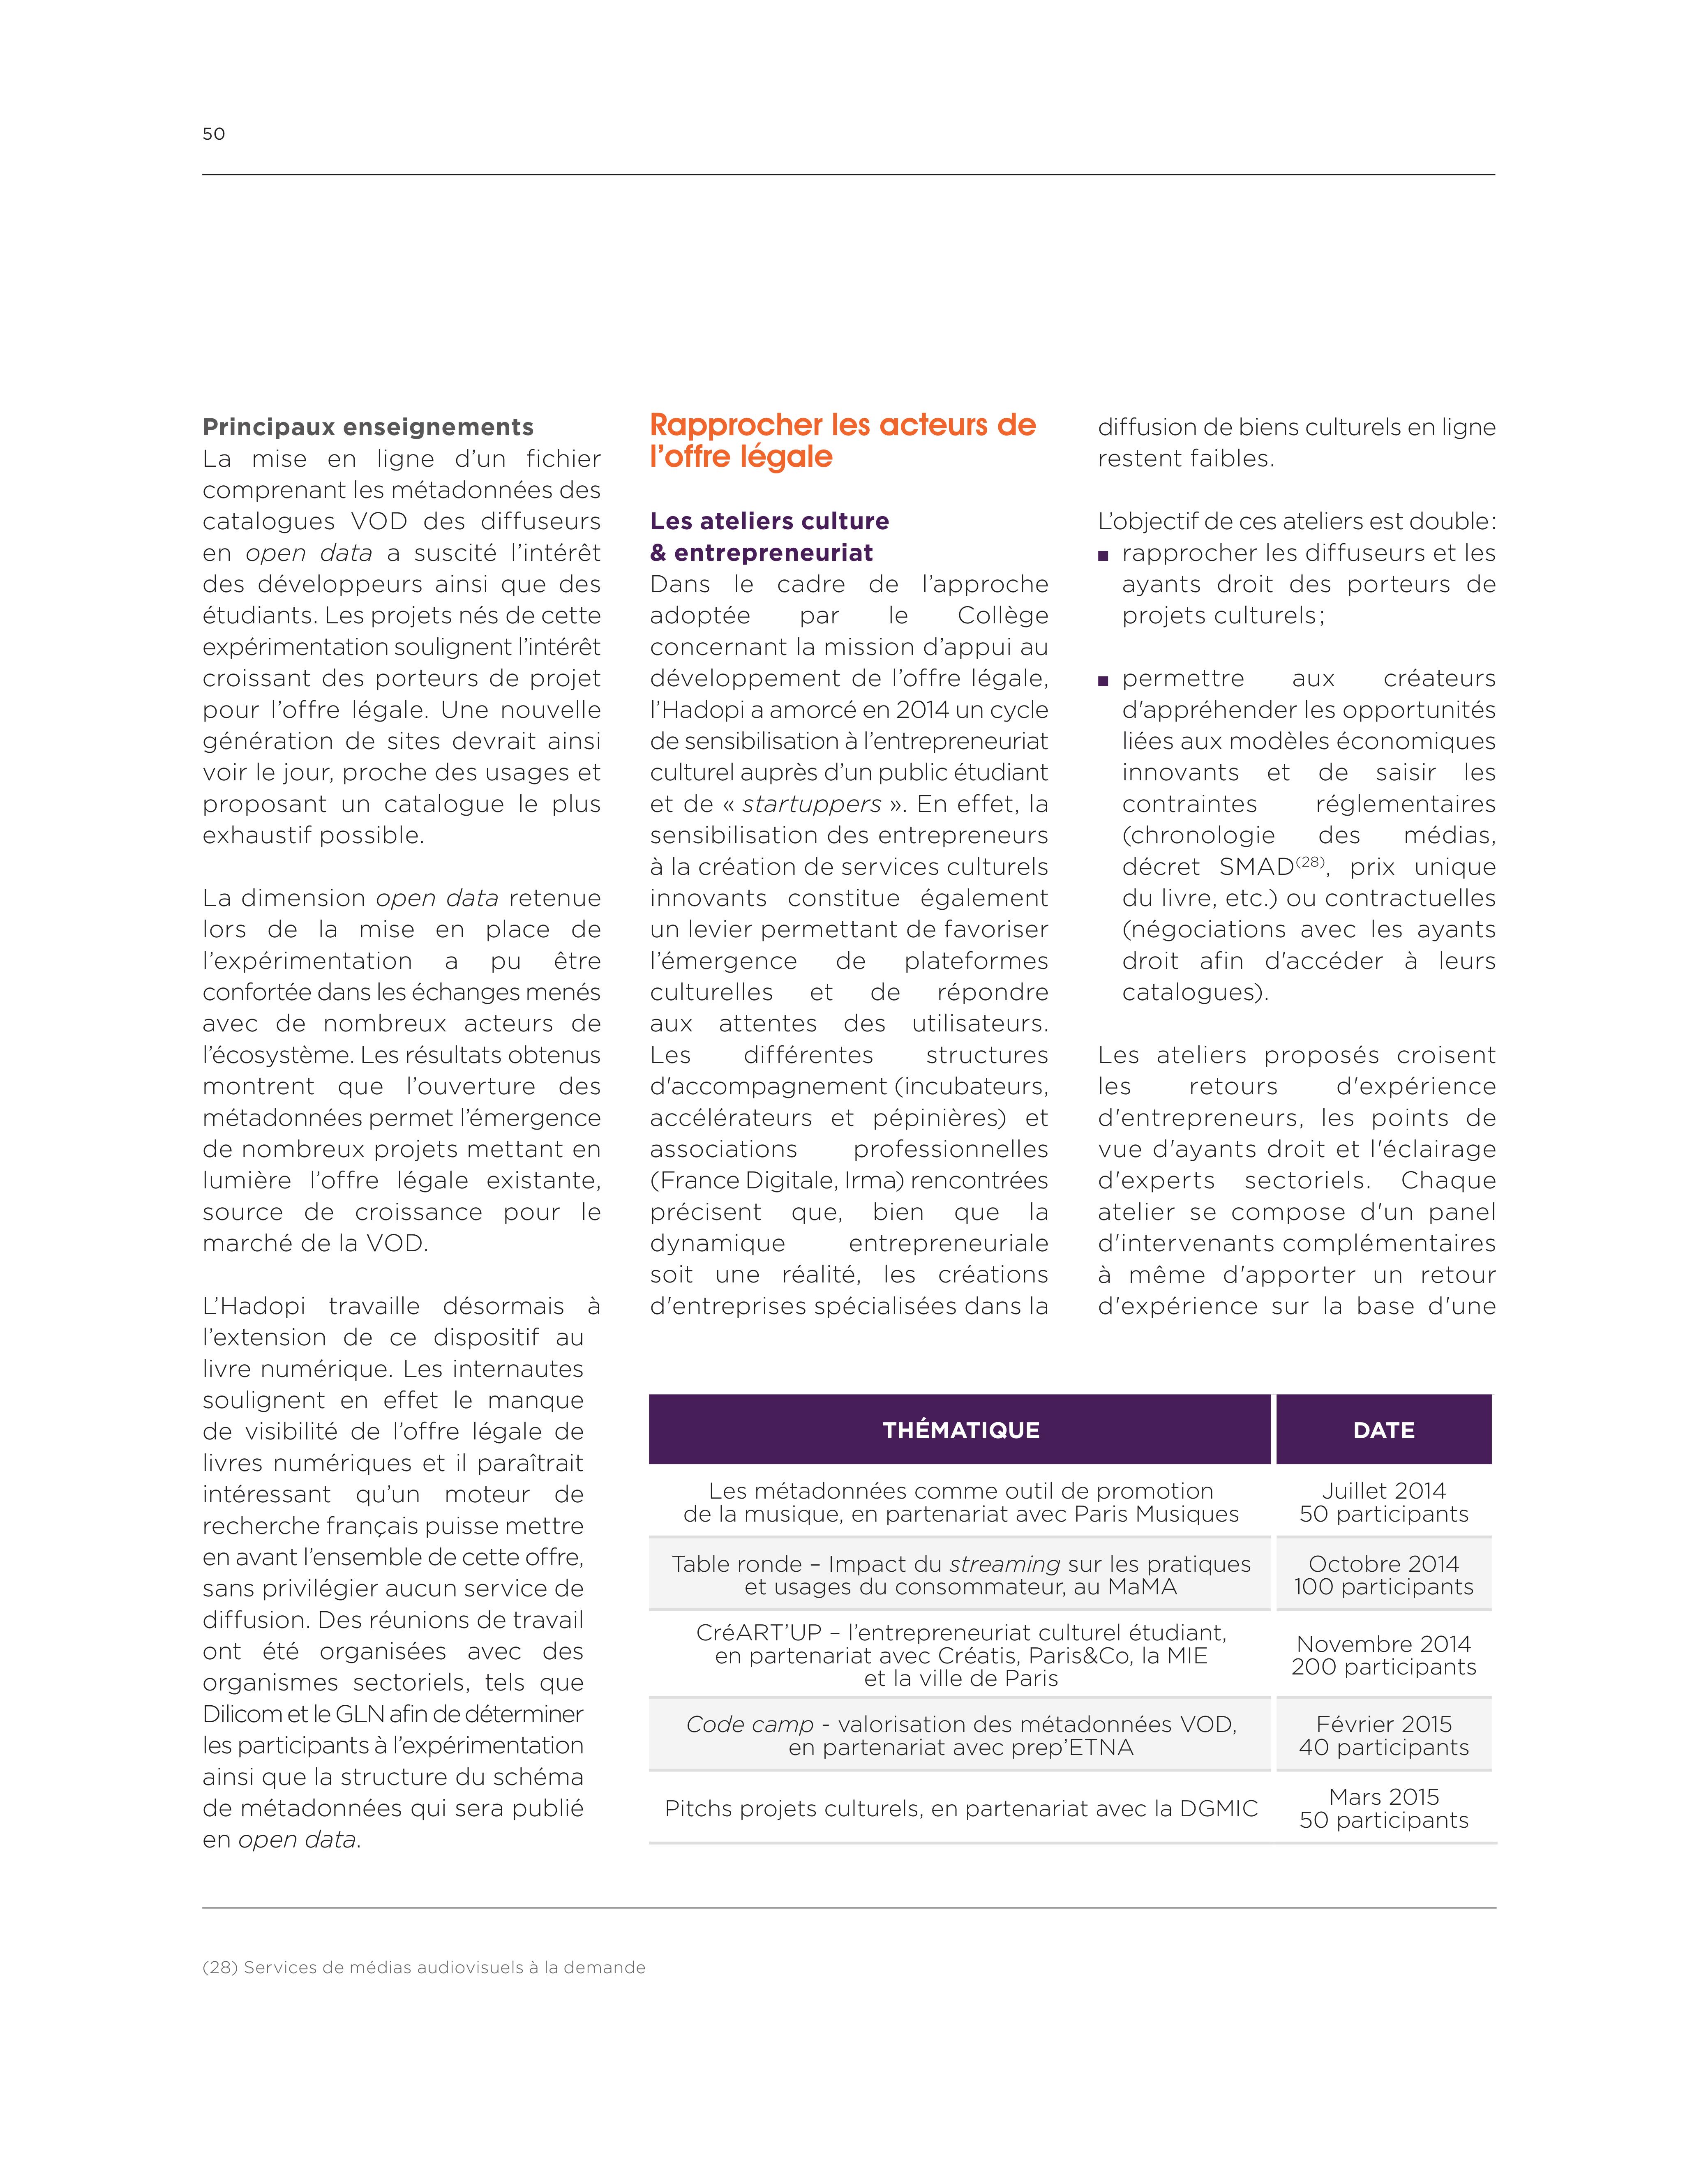 50
Principaux enseignements
La mise en ligne d’un fichier
comprenant les métadonnées des
catalogues VOD des diffuseurs
en open data a suscité l’intérêt
des développeurs ainsi que des
étudiants. Les projets nés de cette
expérimentation soulignent l’intérêt
croissant des porteurs de projet
pour l’offre légale. Une nouvelle
génération de sites devrait ainsi
voir le jour, proche des usages et
proposant un catalogue le plus
exhaustif possible.
La dimension open data retenue
lors de la mise en place de
l’expérimentation a pu être
confortée dans les échanges menés
avec de nombreux acteurs de
l’écosystème. Les résultats obtenus
montrent que l’ouverture des
métadonnées permet l’émergence
de nombreux projets mettant en
lumière l’offre légale existante,
source de croissance pour le
marché de la VOD.
L’Hadopi travaille désormais à
l’extension de ce dispositif au
livre numérique. Les internautes
soulignent en effet le manque
de visibilité de l’offre légale de
livres numériques et il paraîtrait
intéressant qu’un moteur de
recherche français puisse mettre
en avant l’ensemble de cette offre,
sans privilégier aucun service de
diffusion. Des réunions de travail
ont été organisées avec des
organismes sectoriels, tels que
Dilicom et le GLN afin de déterminer
les participants à l’expérimentation
ainsi que la structure du schéma
de métadonnées qui sera publié
en open data.
Rapprocher les acteurs de
l’offre légale
Les ateliers culture
& entrepreneuriat
Dans le cadre de l’approche
adoptée par le Collège
concernant la mission d’appui au
développement de l’offre légale,
l’Hadopi a amorcé en 2014 un cycle
de sensibilisation à l’entrepreneuriat
culturel auprès d’un public étudiant
et de « startuppers ». En effet, la
sensibilisation des entrepreneurs
à la création de services culturels
innovants constitue également
un levier permettant de favoriser
l’émergence de plateformes
culturelles et de répondre
aux attentes des utilisateurs.
Les différentes structures
d'accompagnement (incubateurs,
accélérateurs et pépinières) et
associations professionnelles
(France Digitale, Irma) rencontrées
précisent que, bien que la
dynamique entrepreneuriale
soit une réalité, les créations
d'entreprises spécialisées dans la
diffusion de biens culturels en ligne
restent faibles.
L’objectif de ces ateliers est double :
■ rapprocher les diffuseurs et les
ayants droit des porteurs de
projets culturels ;
■ permettre aux créateurs
d'appréhender les opportunités
liées aux modèles économiques
innovants et de saisir les
contraintes réglementaires
(chronologie des médias,
décret SMAD(28), prix unique
du livre, etc.) ou contractuelles
(négociations avec les ayants
droit afin d'accéder à leurs
catalogues).
Les ateliers proposés croisent
les retours d'expérience
d'entrepreneurs, les points de
vue d'ayants droit et l'éclairage
d'experts sectoriels. Chaque
atelier se compose d'un panel
d'intervenants complémentaires
à même d'apporter un retour
d'expérience sur la base d'une
THÉMATIQUE DATE
Les métadonnées comme outil de promotion
de la musique, en partenariat avec Paris Musiques
Juillet 2014
50 participants
Table ronde – Impact du streaming sur les pratiques
et usages du consommateur, au MaMA
Octobre 2014
100 participants
CréART’UP – l’entrepreneuriat culturel étudiant,
en partenariat avec Créatis, Paris&Co, la MIE
et la ville de Paris
Novembre 2014
200 participants
Code camp - valorisation des métadonnées VOD,
en partenariat avec prep’ETNA
Février 2015
40 participants
Pitchs projets culturels, en partenariat avec la DGMIC
Mars 2015
50 participants
(28) Services de médias audiovisuels à la demande